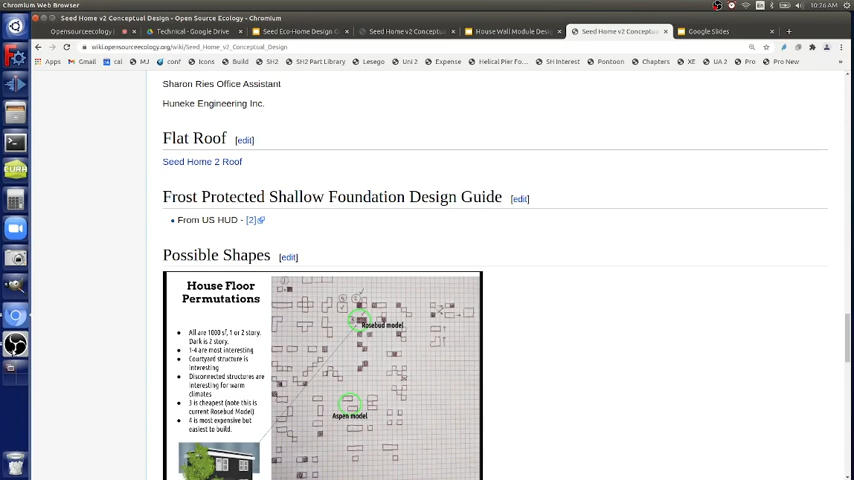 Chromium Web Browser
10:26 AM
Seed Home v2 Conceptual Design - Open Source Ecology - Chromium
Opensourceecology.o
Technical - Google Drive
Seed Eco-Home Design G
Seed Home v2 Conceptual
House Wall Module Design
Seed Home v2 Conceptual
Google Slides
wiki.opensourceecology.org/wiki/Seed_Home_v2_Conceptual_Design
Apps
Gmail
cal
MJ
conf
Log
Build
SH2
SH2 Part Library
Lesego
Uni 2
Expense
Helical Pier Fo...
SH Interest
Pontoon
Chapters
XE
UA 2
Pro
Pro New
Sharon Ries Office Assistant
Huneke Engineering Inc.
Flat Roof [edit]
Seed Home 2 Roof
Frost Protected Shallow Foundation Design Guide [edit]
• From US HUD - [2]
Possible Shapes [edit]
House Floor
Permutations
• All are 1000 sf, 1 or 2 story.
Dark is 2 story.
• 1-4 are most interesting
• Courtyard structure is
interesting
• Disconnected structures are
interesting for warm
climates
• 3 is cheapest (note this is
current Rosebud Model)
• 4 is most expensive but
easiest to build.
Rosebud model
Aspen model
CURA